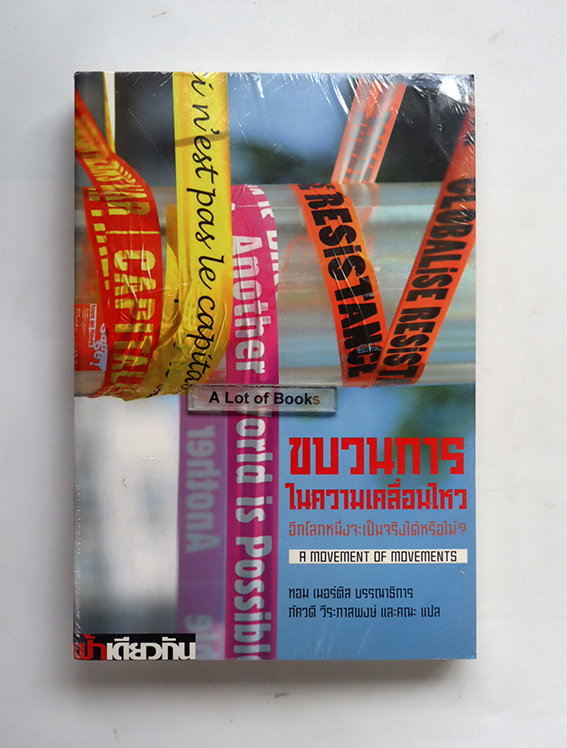 i n'est pas le capita
CAPITAL
RESISTANCE
GLOBALISE RESIST
Another World is Possible
Another
A Lot of Books
ขบวนการ
ในความเคลื่อนไหว
อีกโลกหนึ่งจะเป็นจริงได้หรือไม่?
A MOVEMENT OF MOVEMENTS
ทอม เมอร์ติส บรรณาธิการ
ภัควดี วีระภาสพงษ์ และคณะ แปล
ฟ้าเดียวกัน